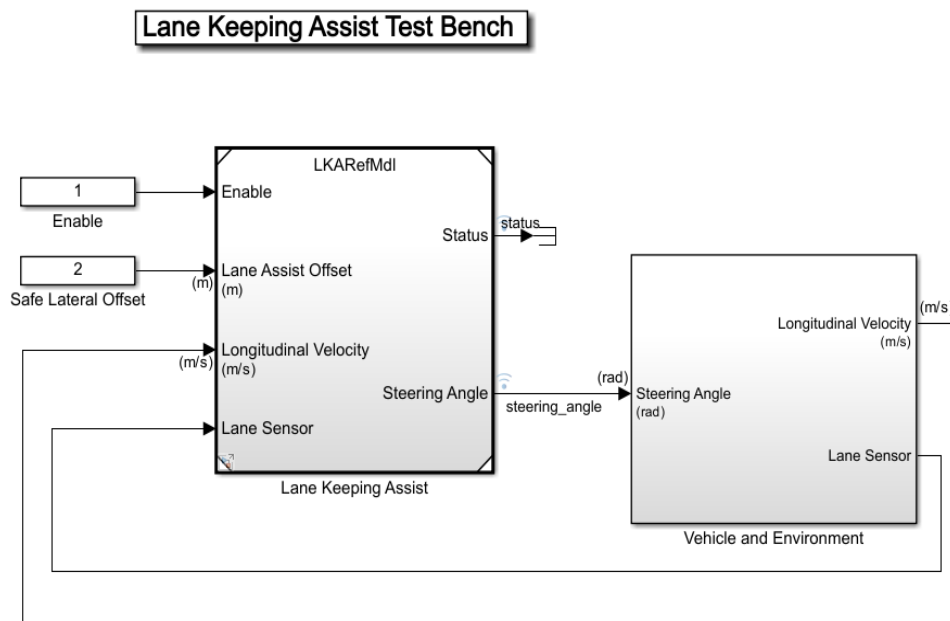 Lane Keeping Assist Test Bench
LKARefMdl
1
Enable
Enable
Status
status
2
Safe Lateral Offset
(m)
Lane Assist Offset
(m)
(m/s)
Longitudinal Velocity
(m/s)
Lane Sensor
Steering Angle
steering_angle
(rad)
Steering Angle
(rad)
Longitudinal Velocity
(m/s)
(m/s
Lane Sensor
Lane Keeping Assist
Vehicle and Environment